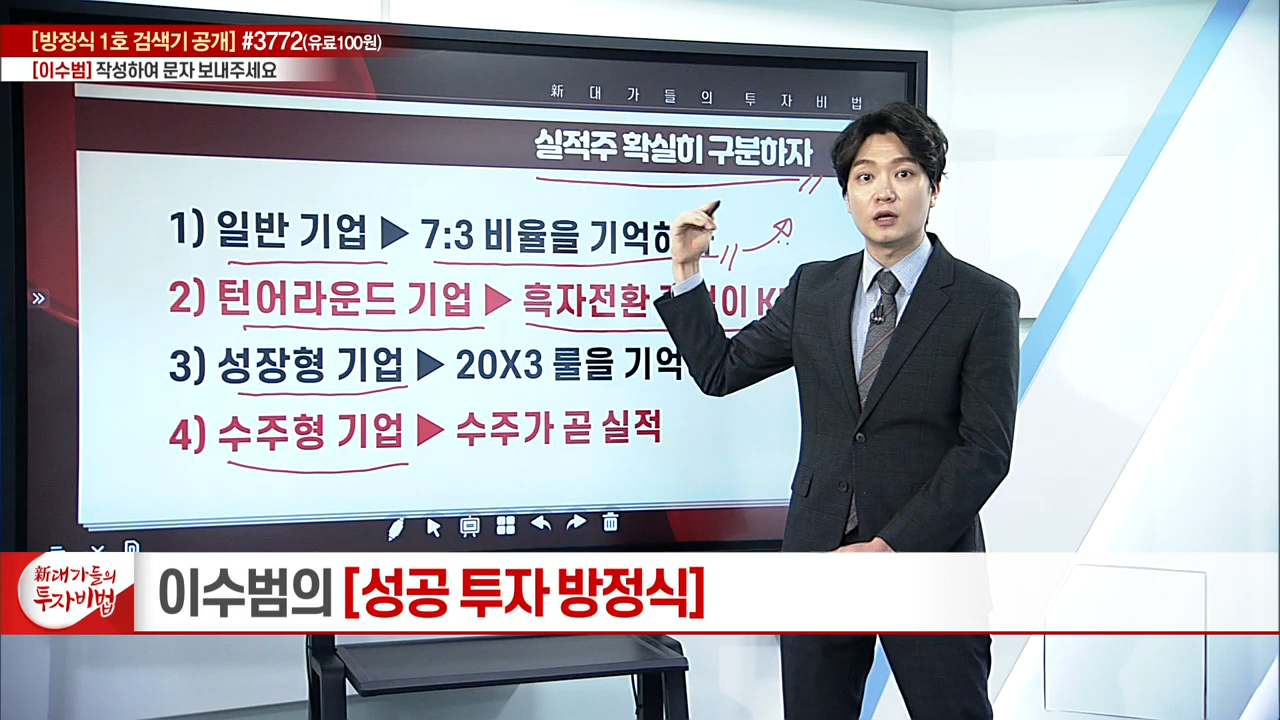 [방정식 1호 검색기 공개] #3772(유료100원)
[이수범] 작성하여 문자 보내주세요
新 대 가 들 의 투 자 비 법
실적주 확실히 구분하자
1) 일반 기업 ▶ 7:3 비율을
2) 턴어라운드 기업 ▶ 흑자전환
3) 성장형 기업 ▶ 20X3 룰을 기억
4) 수주형 기업 ▶ 수주가 곧 실적
新대가들의
투자비법
이수범의 [성공 투자 방정식]